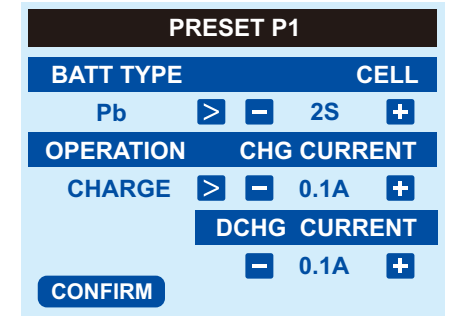 PRESET P1
BATT TYPE CELL
Pb > − 2S +
OPERATION CHG CURRENT
CHARGE > − 0.1A +
DCHG CURRENT
− 0.1A +
CONFIRM